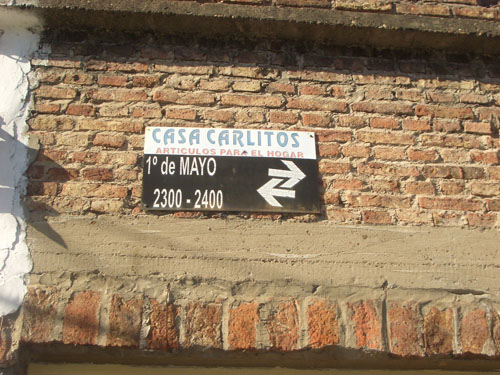 CASA CARLITOS
ARTICULOS PARA EL HOGAR
1º de MAYO
2300 - 2400